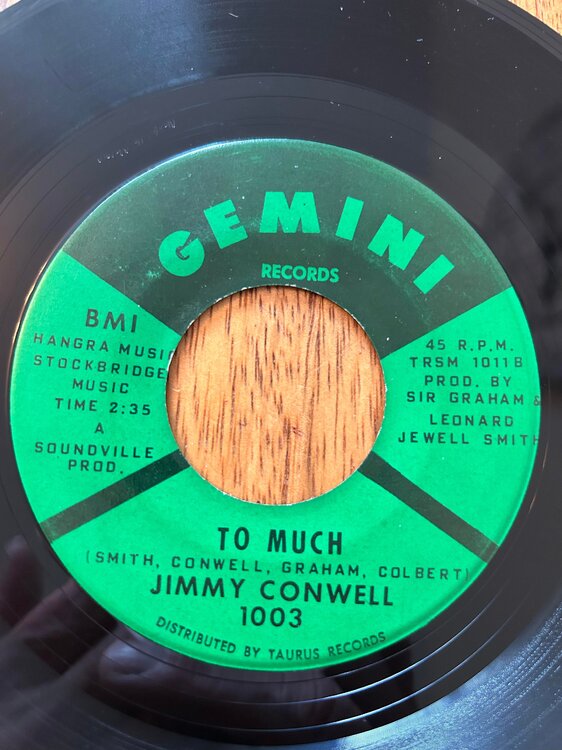 GEMINI
RECORDS
BMI
HANGRA MUSIC
STOCKBRIDGE
MUSIC
TIME 2:35
A
SOUNDVILLE
PROD.
45 R.P.M.
TRSM 1011B
PROD. BY
SIR GRAHAM &
LEONARD
JEWELL SMITH
TO MUCH
(SMITH, CONWELL, GRAHAM, COLBERT)
JIMMY CONWELL
1003
DISTRIBUTED BY TAURUS RECORDS